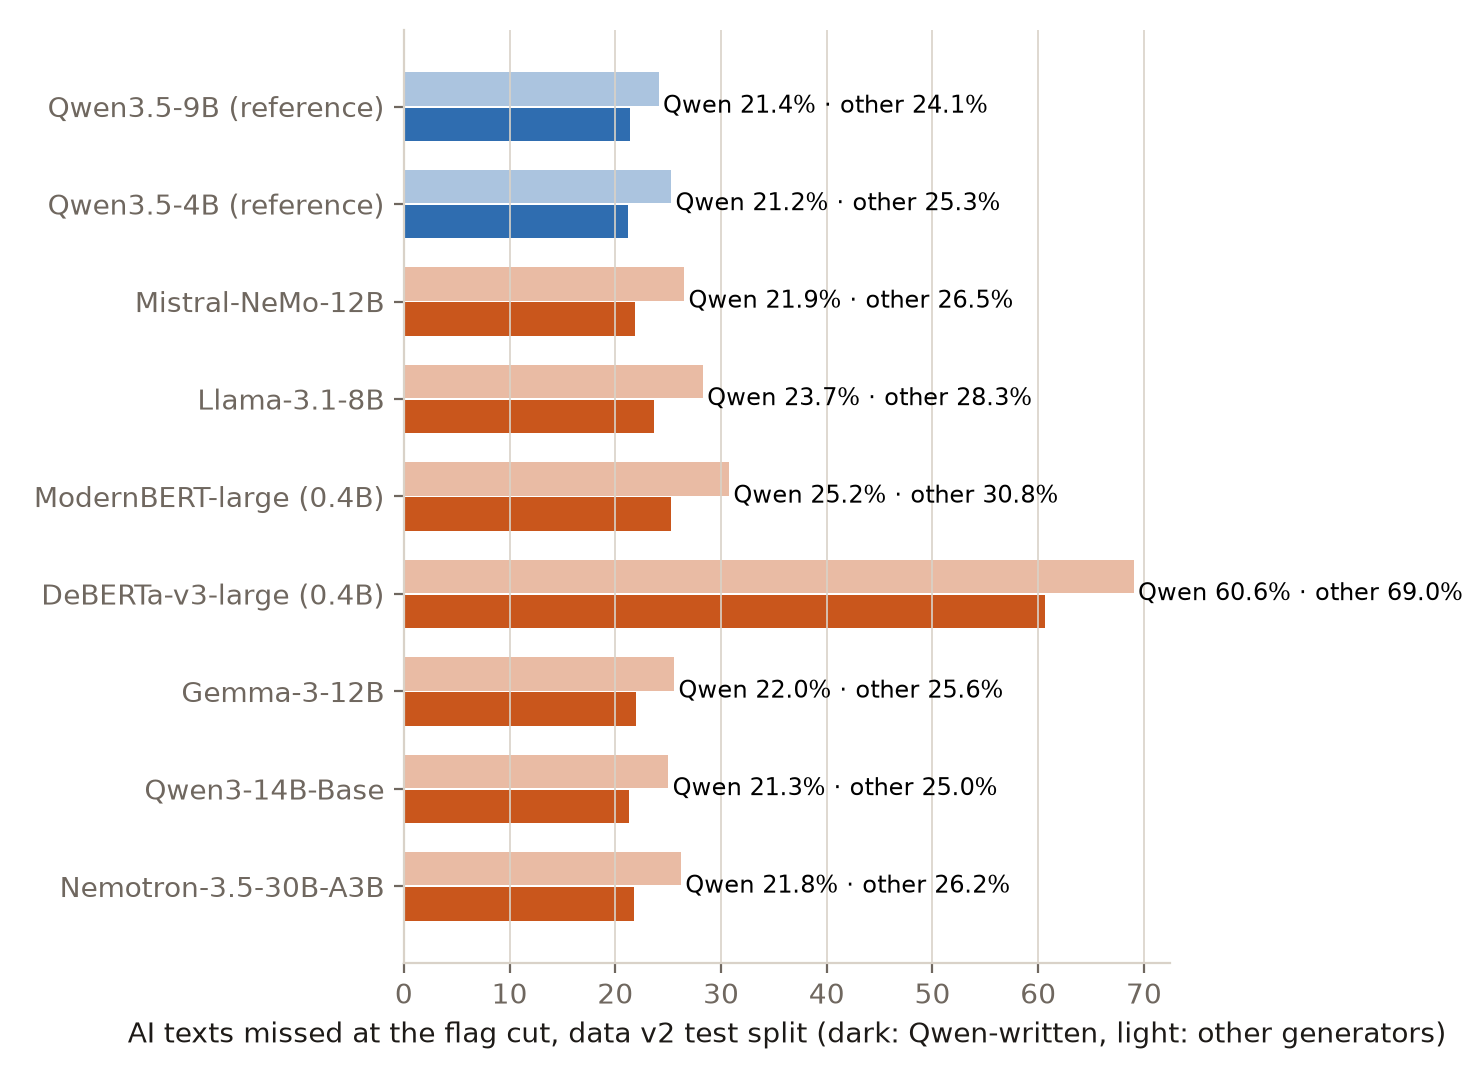 Qwen3.5-9B (reference)
Qwen 21.4% · other 24.1%
Qwen3.5-4B (reference)
Qwen 21.2% · other 25.3%
Mistral-NeMo-12B
Qwen 21.9% · other 26.5%
Llama-3.1-8B
Qwen 23.7% · other 28.3%
ModernBERT-large (0.4B)
Qwen 25.2% · other 30.8%
DeBERTa-v3-large (0.4B)
Qwen 60.6% · other 69.0%
Gemma-3-12B
Qwen 22.0% · other 25.6%
Qwen3-14B-Base
Qwen 21.3% · other 25.0%
Nemotron-3.5-30B-A3B
Qwen 21.8% · other 26.2%
0 10 20 30 40 50 60 70
AI texts missed at the flag cut, data v2 test split (dark: Qwen-written, light: other generators)